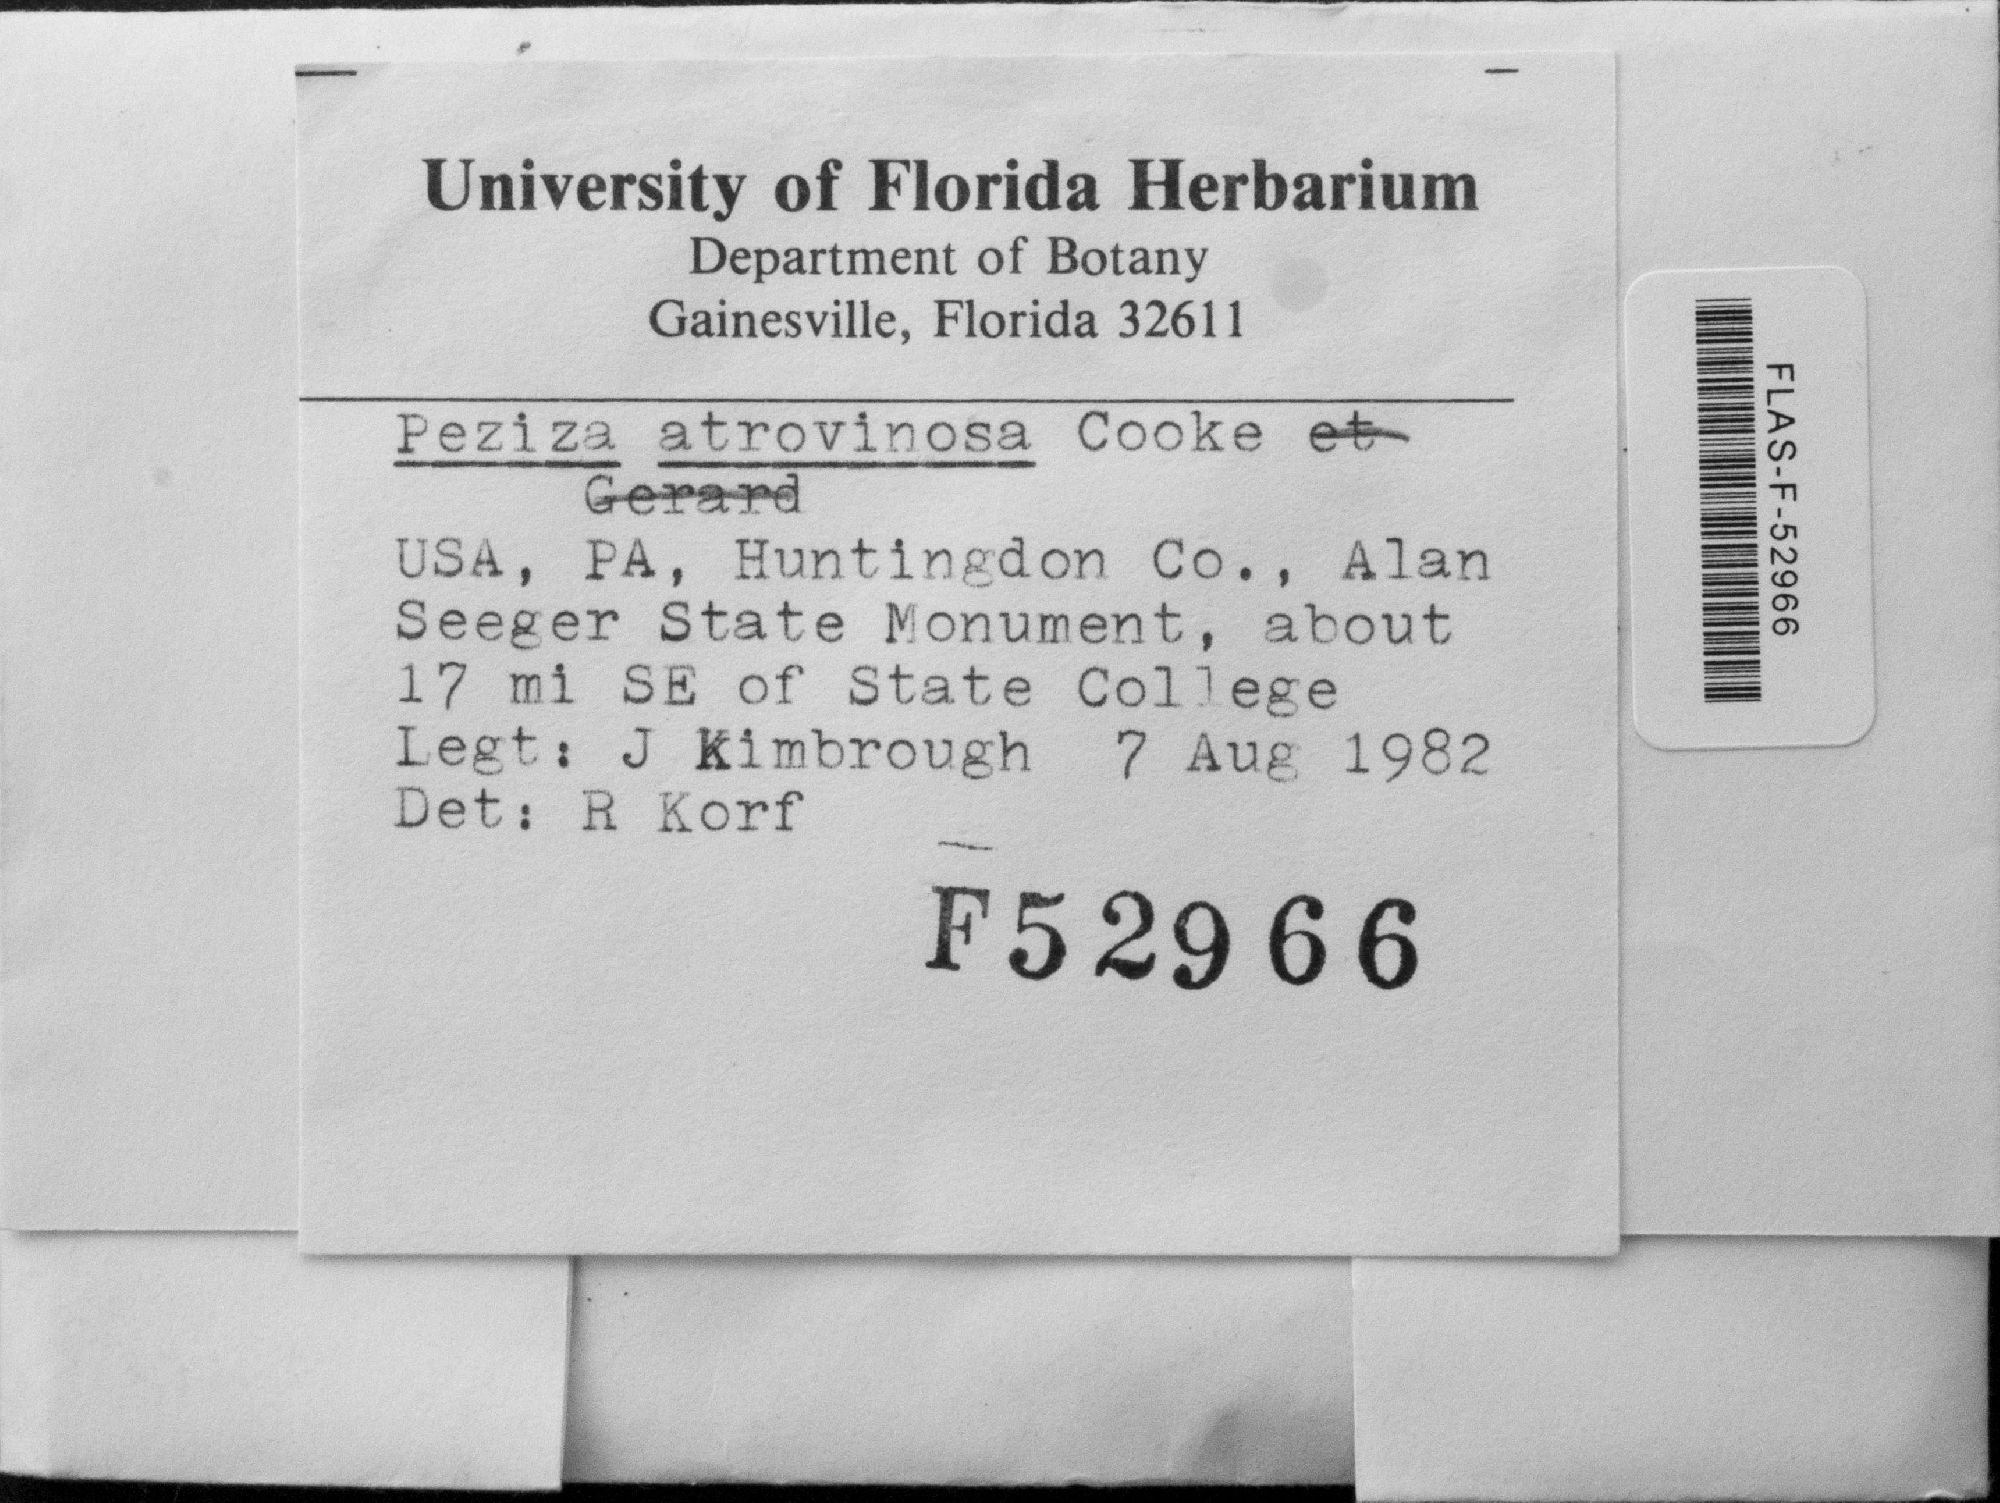 University of Florida Herbarium
Department of Botany
Gainesville, Florida 32611
Peziza atrovinosa Cooke et
Gerard
USA, PA, Huntingdon Co., Alan
Seeger State Monument, about
17 mi SE of State College
Legt: J Kimbrough 7 Aug 1982
Det: R Korf
F52966
FLAS-F-52966